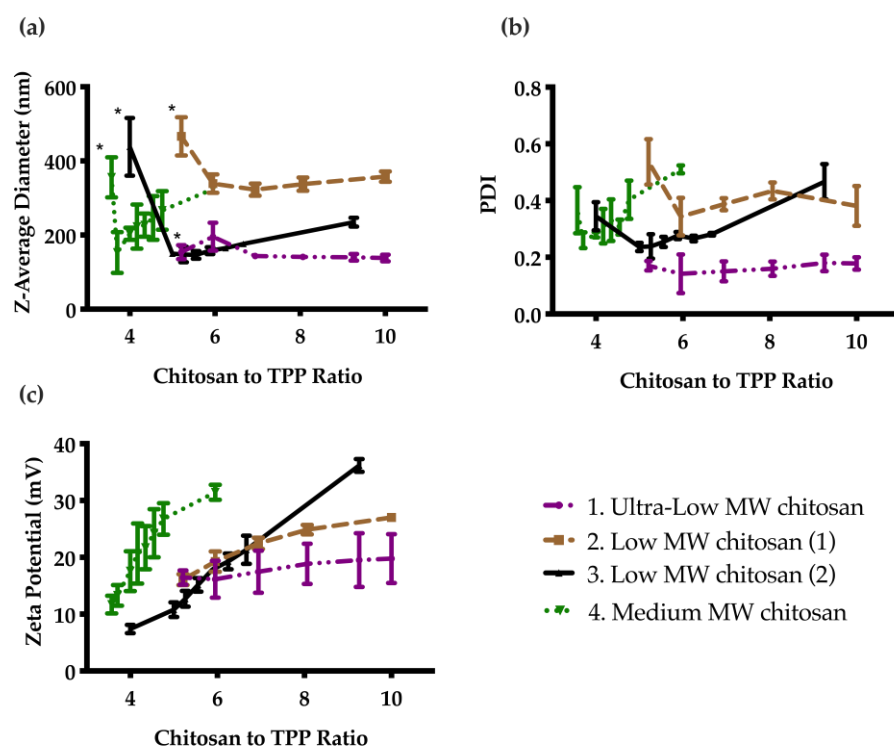 (a)
Z-Average Diameter (nm)
600
400
200
0
*
*
*
*
4 6 8 10
Chitosan to TPP Ratio
(b)
PDI
0.8
0.6
0.4
0.2
0.0
4 6 8 10
Chitosan to TPP Ratio
(c)
Zeta Potential (mV)
40
30
20
10
0
4 6 8 10
Chitosan to TPP Ratio
1. Ultra-Low MW chitosan
2. Low MW chitosan (1)
3. Low MW chitosan (2)
4. Medium MW chitosan